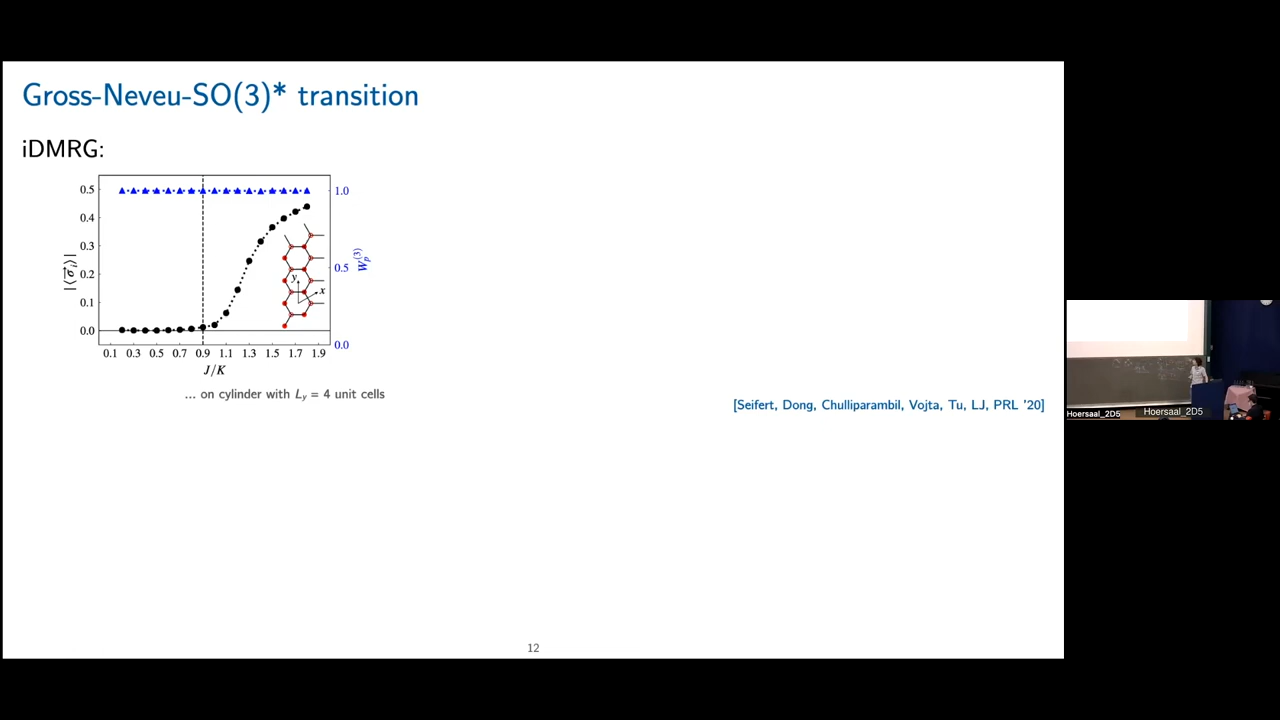 Gross-Neveu-SO(3)* transition
iDMRG:
0.5
0.4
0.3
0.2
0.1
0.0
|⟨σ⃗ᵢ⟩|
1.0
0.5
0.0
Wₚ⁽³⁾
y
x
0.1 0.3 0.5 0.7 0.9 1.1 1.3 1.5 1.7 1.9
J/K
... on cylinder with Lᵧ = 4 unit cells
[Seifert, Dong, Chulliparambil, Vojta, Tu, LJ, PRL '20]
12
Hoersaal_2D5
Hoersaal_2D5